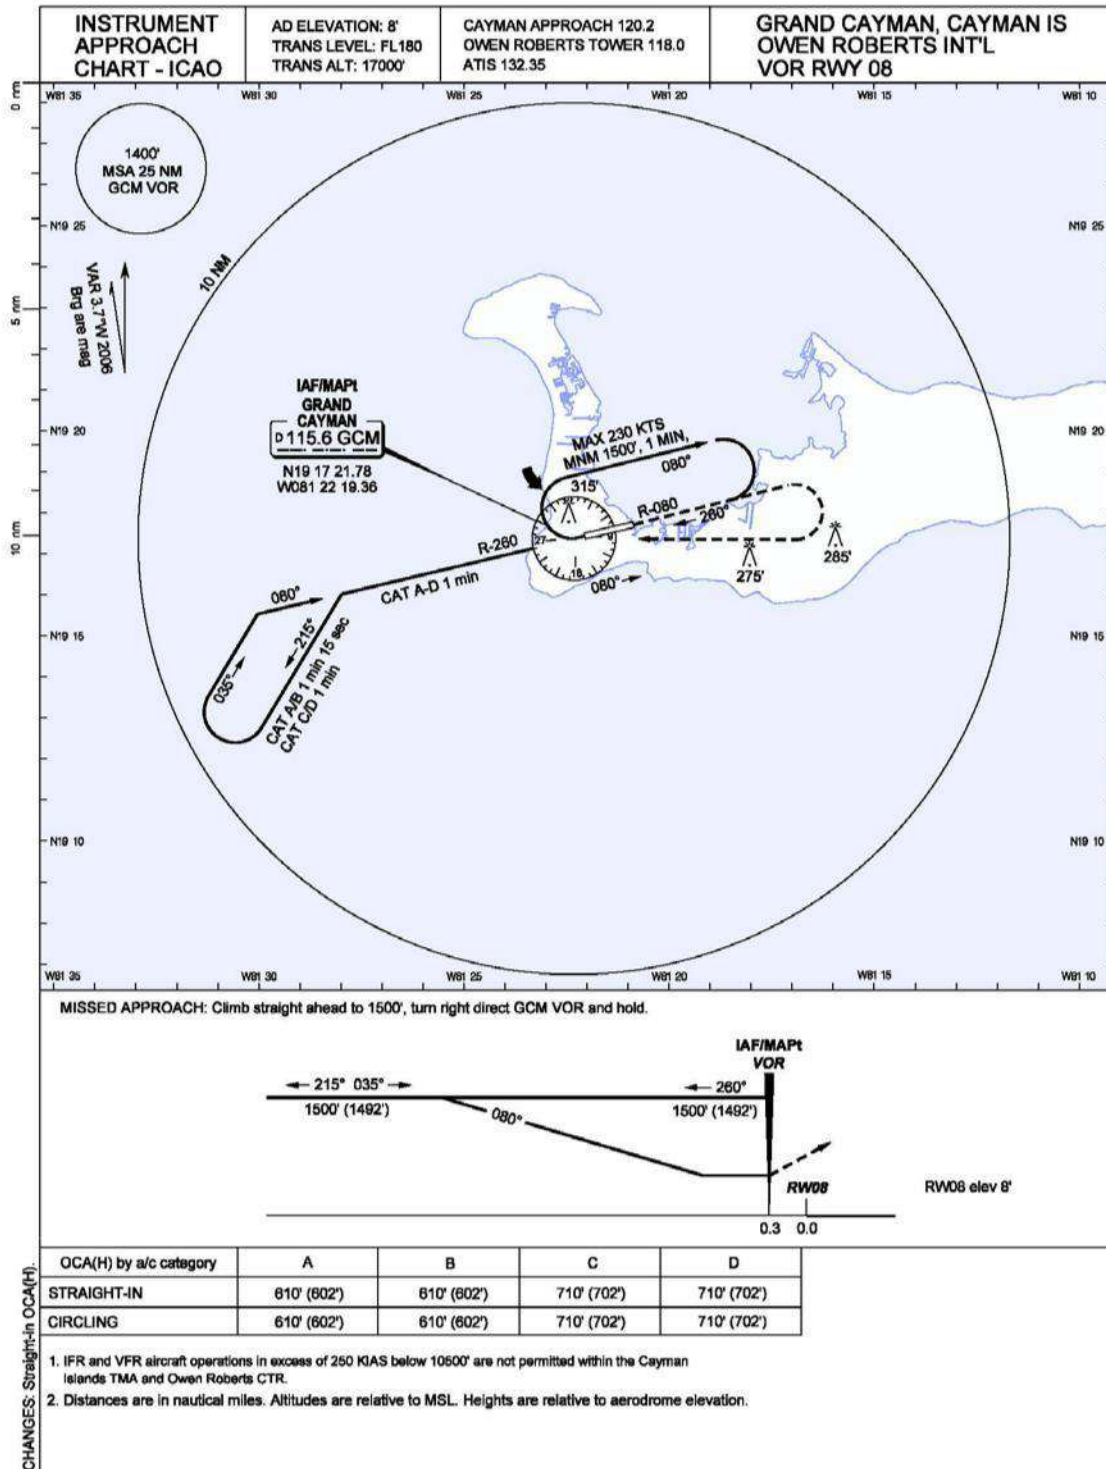 INSTRUMENT
APPROACH
CHART - ICAO
AD ELEVATION: 8'
TRANS LEVEL: FL180
TRANS ALT: 17000'
CAYMAN APPROACH 120.2
OWEN ROBERTS TOWER 118.0
ATIS 132.35
GRAND CAYMAN, CAYMAN IS
OWEN ROBERTS INT'L
VOR RWY 08
0 nm
W81 35
W81 30
W81 25
W81 20
W81 15
W81 10
1400'
MSA 25 NM
GCM VOR
N19 25
N19 25
10 NM
VAR 3.7°W 2006
Brg are mag
5 nm
IAF/MAPt
GRAND
CAYMAN
D 115.6 GCM
N19 17 21.78
W081 22 19.36
N19 20
N19 20
MAX 230 KTS
MNM 1500', 1 MIN,
080°
315'
R-080
260°
285'
275'
10 nm
27
9
18
R-260
080°
CAT A-D 1 min
080°
215°
035°
CAT A/B 1 min 15 sec
CAT C/D 1 min
N19 15
N19 15
N19 10
N19 10
W81 35
W81 30
W81 25
W81 20
W81 15
W81 10
MISSED APPROACH: Climb straight ahead to 1500', turn right direct GCM VOR and hold.
IAF/MAPt
VOR
215° 035°
260°
1500' (1492')
1500' (1492')
080°
RW08
RW08 elev 8'
0.3 0.0
OCA(H) by a/c category A B C D
STRAIGHT-IN 610' (602') 610' (602') 710' (702') 710' (702')
CIRCLING 610' (602') 610' (602') 710' (702') 710' (702')
1. IFR and VFR aircraft operations in excess of 250 KIAS below 10500' are not permitted within the Cayman
Islands TMA and Owen Roberts CTR.
2. Distances are in nautical miles. Altitudes are relative to MSL. Heights are relative to aerodrome elevation.
CHANGES: Straight-in OCA(H).